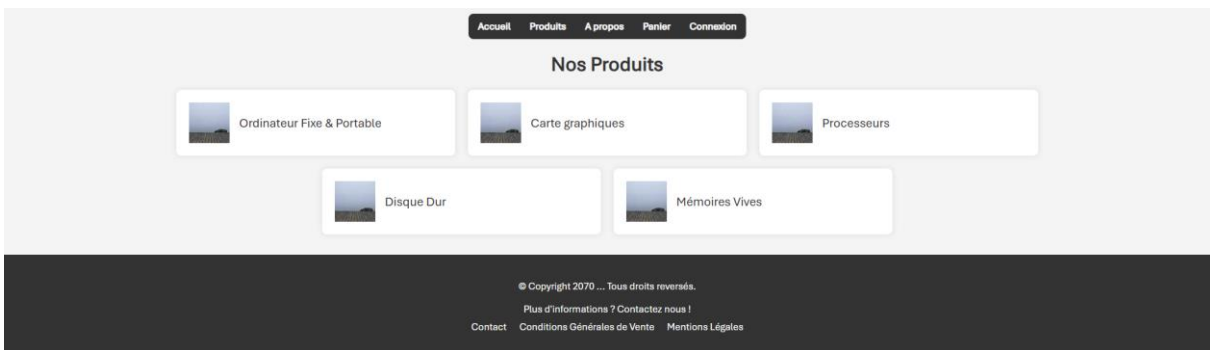 Accueil Produits A propos Panier Connexion
Nos Produits
Ordinateur Fixe & Portable Carte graphiques Processeurs
Disque Dur Mémoires Vives
© Copyright 2070 ... Tous droits reversés.
Plus d'informations ? Contactez nous !
Contact Conditions Générales de Vente Mentions Légales